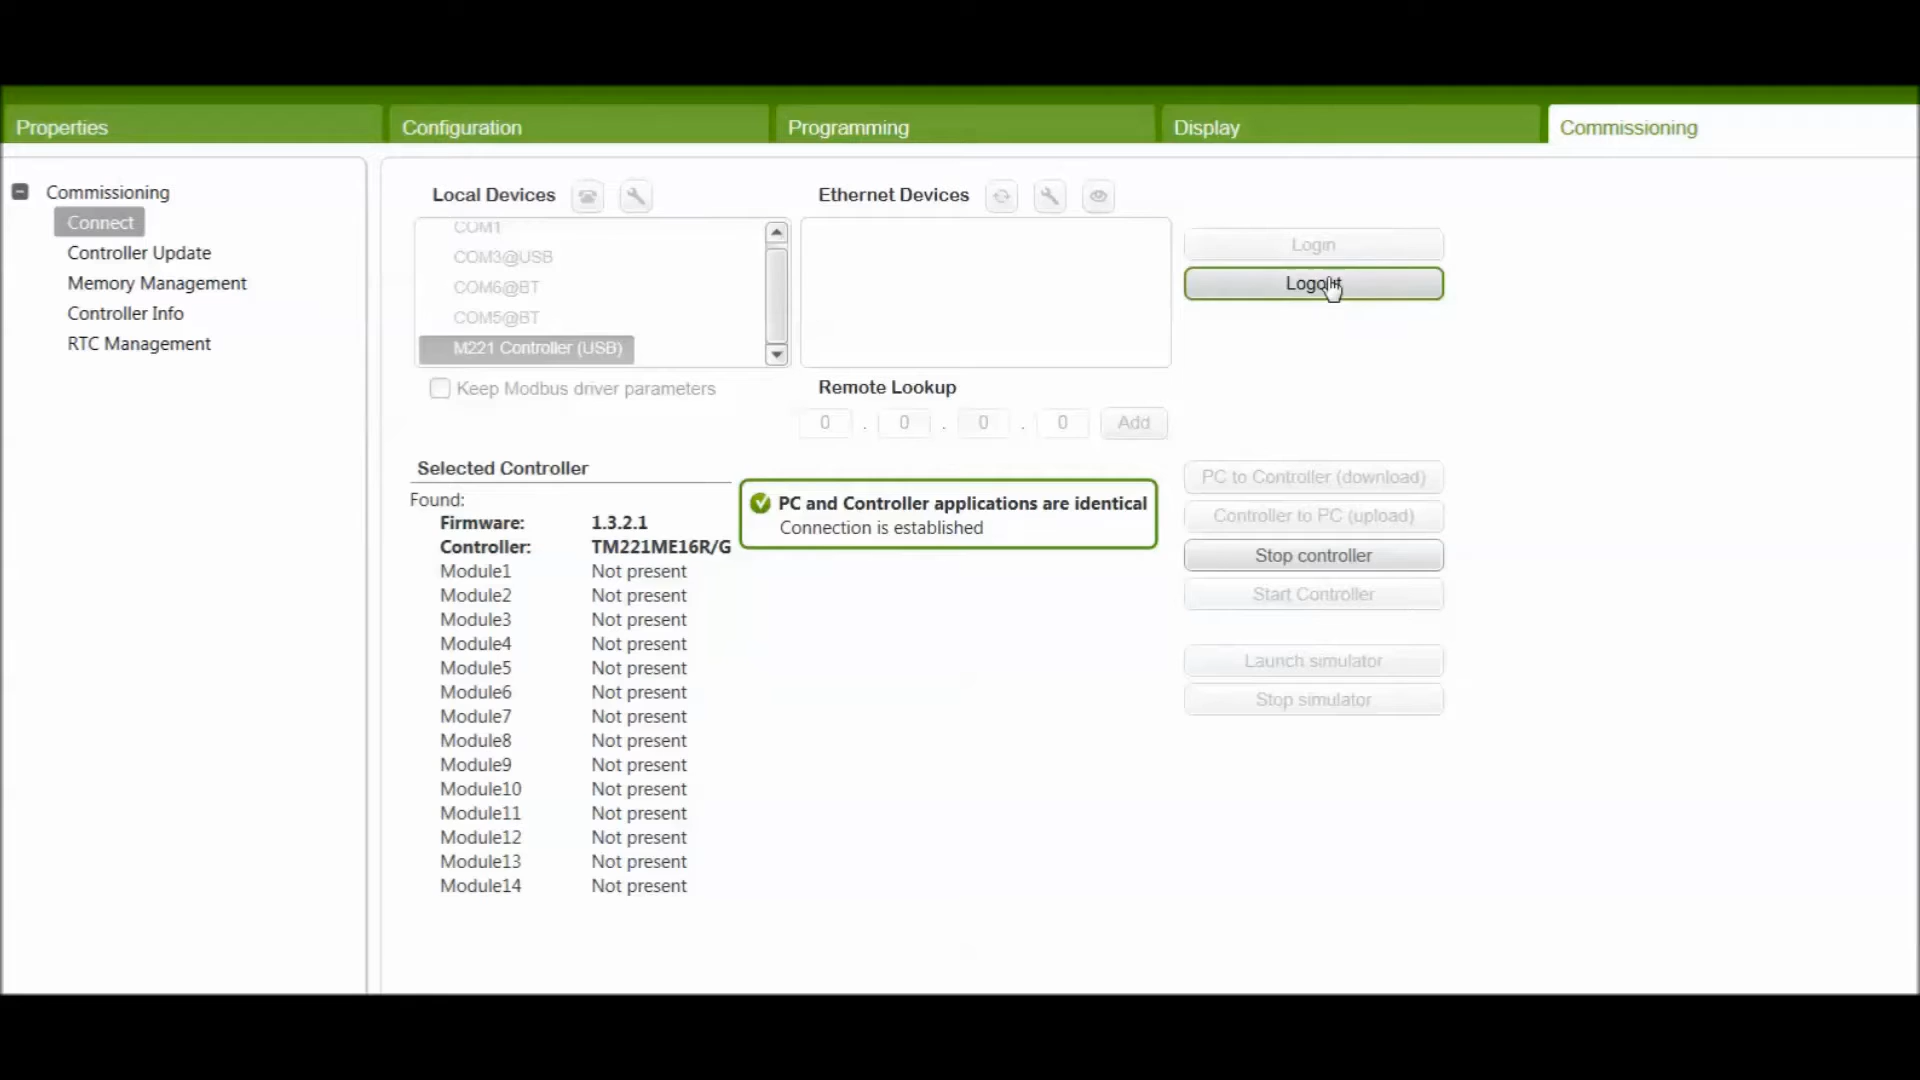 Properties
Configuration
Programming
Display
Commissioning
Commissioning
Connect
Controller Update
Memory Management
Controller Info
RTC Management
Local Devices
COM1
COM3@USB
COM6@BT
COM5@BT
M221 Controller (USB)
Keep Modbus driver parameters
Ethernet Devices
Remote Lookup
0 . 0 . 0 . 0 Add
Login
Logout
Selected Controller
Found:
Firmware: 1.3.2.1
Controller: TM221ME16R/G
Module1 Not present
Module2 Not present
Module3 Not present
Module4 Not present
Module5 Not present
Module6 Not present
Module7 Not present
Module8 Not present
Module9 Not present
Module10 Not present
Module11 Not present
Module12 Not present
Module13 Not present
Module14 Not present
PC and Controller applications are identical
Connection is established
PC to Controller (download)
Controller to PC (upload)
Stop controller
Start Controller
Launch simulator
Stop simulator